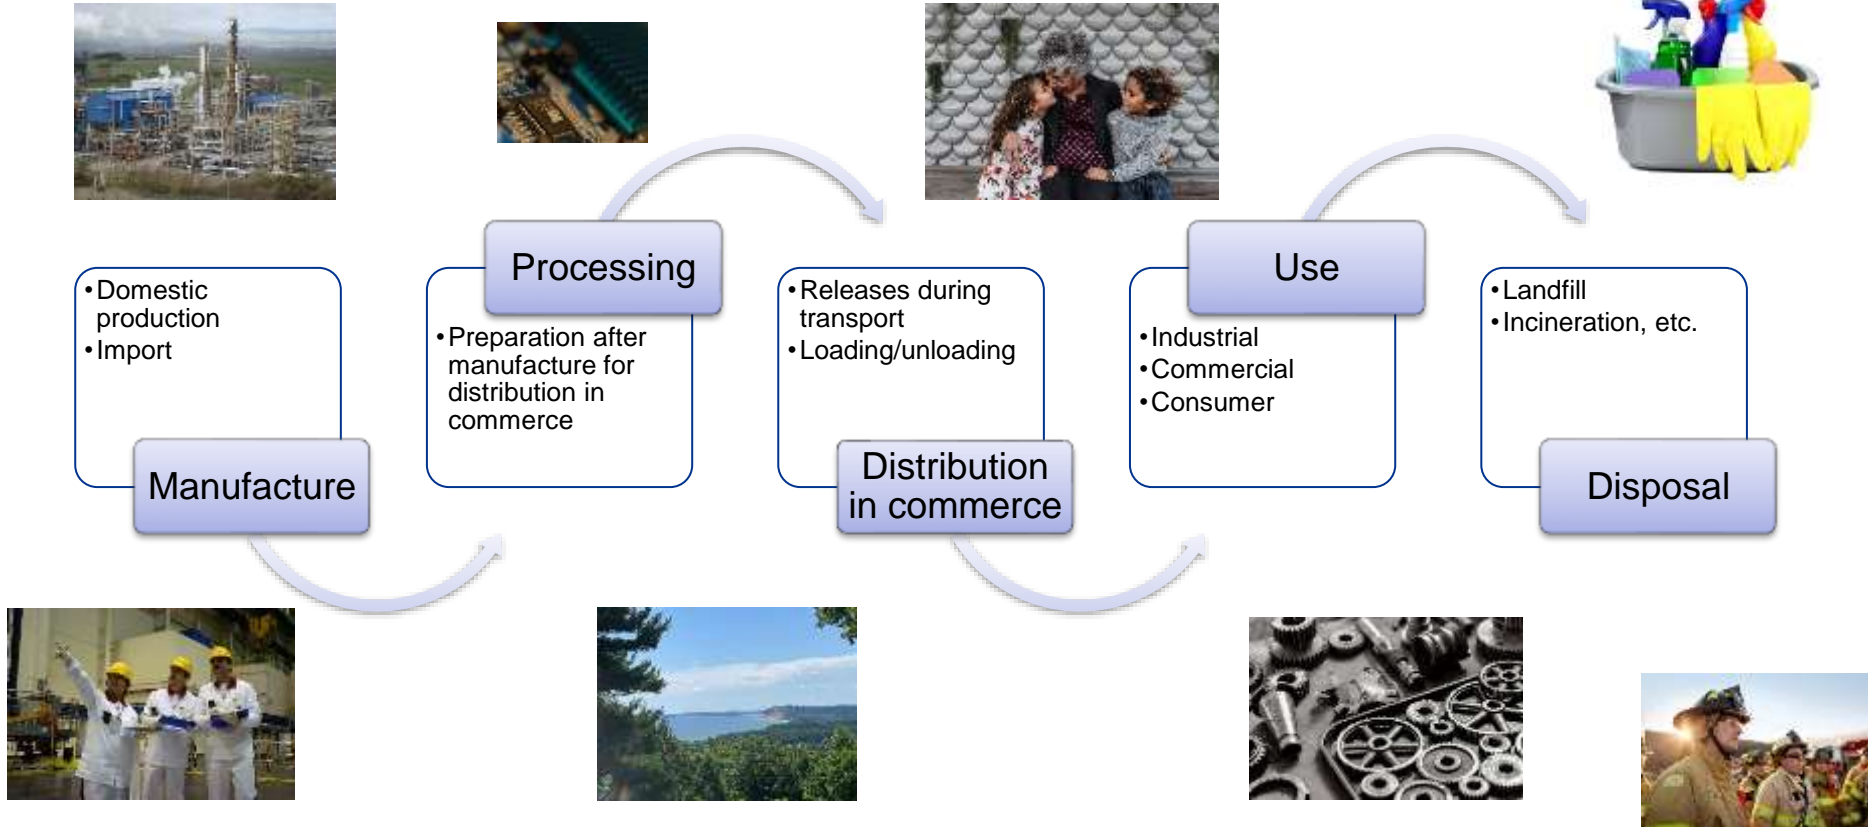 •Domestic
production
•Import
Manufacture
Processing
•Preparation after
manufacture for
distribution in
commerce
•Releases during
transport
•Loading/unloading
Distribution
in commerce
Use
•Industrial
•Commercial
•Consumer
•Landfill
•Incineration, etc.
Disposal